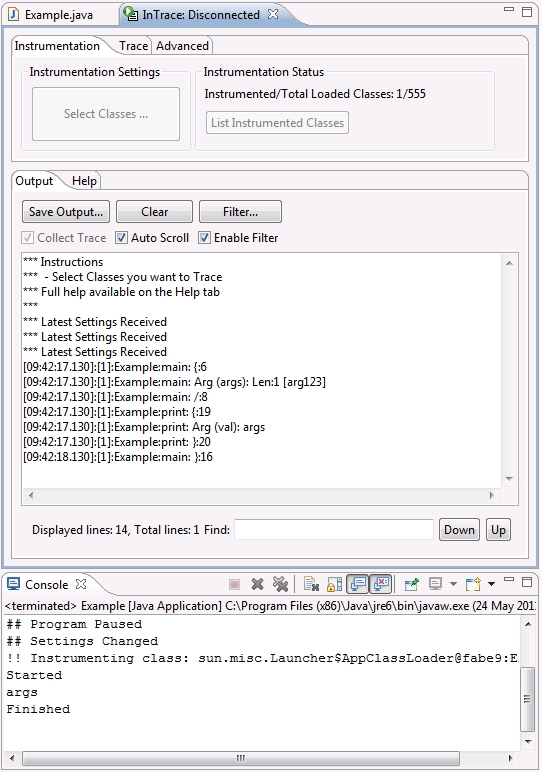 Example.java
InTrace: Disconnected
Instrumentation Trace Advanced
Instrumentation Settings
Select Classes ...
Instrumentation Status
Instrumented/Total Loaded Classes: 1/555
List Instrumented Classes
Output Help
Save Output... Clear Filter...
Collect Trace Auto Scroll Enable Filter
*** Instructions
***  - Select Classes you want to Trace
*** Full help available on the Help tab
***
*** Latest Settings Received
*** Latest Settings Received
*** Latest Settings Received
[09:42:17.130]:[1]:Example:main: {:6
[09:42:17.130]:[1]:Example:main: Arg (args): Len:1 [arg123]
[09:42:17.130]:[1]:Example:main: /:8
[09:42:17.130]:[1]:Example:print: {:19
[09:42:17.130]:[1]:Example:print: Arg (val): args
[09:42:17.130]:[1]:Example:print: }:20
[09:42:18.130]:[1]:Example:main: }:16
Displayed lines: 14, Total lines: 1 Find: Down Up
Console
<terminated> Example [Java Application] C:\Program Files (x86)\Java\jre6\bin\javaw.exe (24 May 201
## Program Paused
## Settings Changed
!! Instrumenting class: sun.misc.Launcher$AppClassLoader@fabe9:E
Started
args
Finished